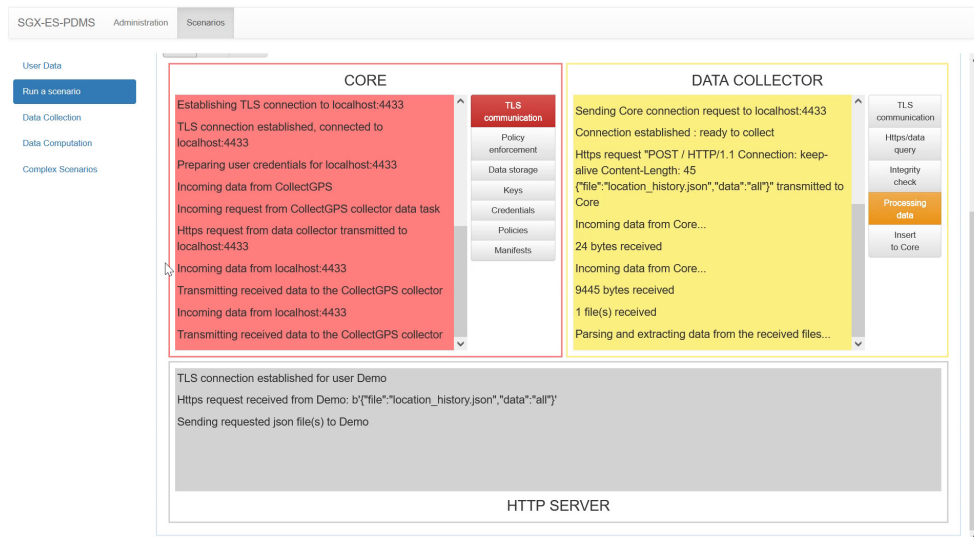 SGX-ES-PDMS Administration Scenarios
User Data
Run a scenario
Data Collection
Data Computation
Complex Scenarios
CORE
Establishing TLS connection to localhost:4433
TLS connection established, connected to
localhost:4433
Preparing user credentials for localhost:4433
Incoming data from CollectGPS
Incoming request from CollectGPS collector data task
Https request from data collector transmitted to
localhost:4433
Incoming data from localhost:4433
Transmitting received data to the CollectGPS collector
Incoming data from localhost:4433
Transmitting received data to the CollectGPS collector
TLS
communication
Policy
enforcement
Data storage
Keys
Credentials
Policies
Manifests
DATA COLLECTOR
Sending Core connection request to localhost:4433
Connection established : ready to collect
Https request "POST / HTTP/1.1 Connection: keep-
alive Content-Length: 45
{"file":"location_history.json","data":"all"}" transmitted to
Core
Incoming data from Core...
24 bytes received
Incoming data from Core...
9445 bytes received
1 file(s) received
Parsing and extracting data from the received files...
TLS
communication
Https/data
query
Integrity
check
Processing
data
Insert
to Core
TLS connection established for user Demo
Https request received from Demo: b'{"file":"location_history.json","data":"all"}'
Sending requested json file(s) to Demo
HTTP SERVER